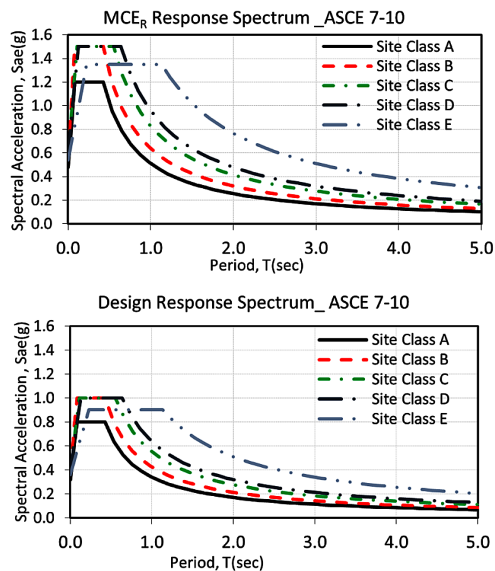 MCER Response Spectrum _ASCE 7-10
Spectral Acceleration , Sae(g)
1.6
1.4
1.2
1.0
0.8
0.6
0.4
0.2
0.0
Site Class A
Site Class B
Site Class C
Site Class D
Site Class E
0.0 1.0 2.0 3.0 4.0 5.0
Period, T(sec)
Design Response Spectrum_ ASCE 7-10
Spectral Acceleration , Sae(g)
1.6
1.4
1.2
1.0
0.8
0.6
0.4
0.2
0.0
Site Class A
Site Class B
Site Class C
Site Class D
Site Class E
0.0 1.0 2.0 3.0 4.0 5.0
Period, T(sec)